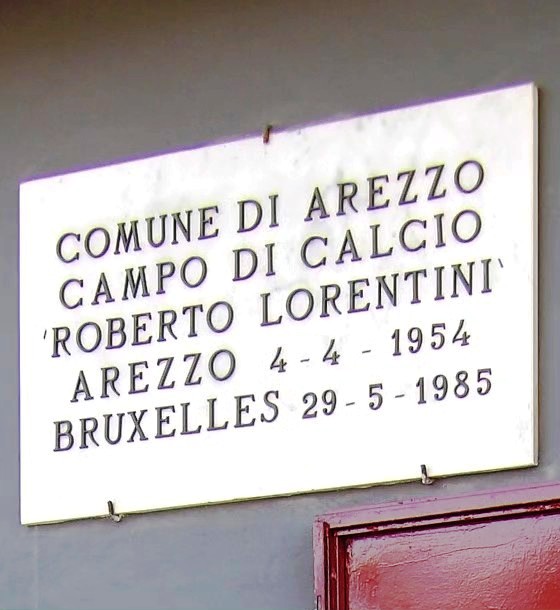 COMUNE DI AREZZO
CAMPO DI CALCIO
'ROBERTO LORENTINI'
AREZZO 4-4-1954
BRUXELLES 29-5-1985